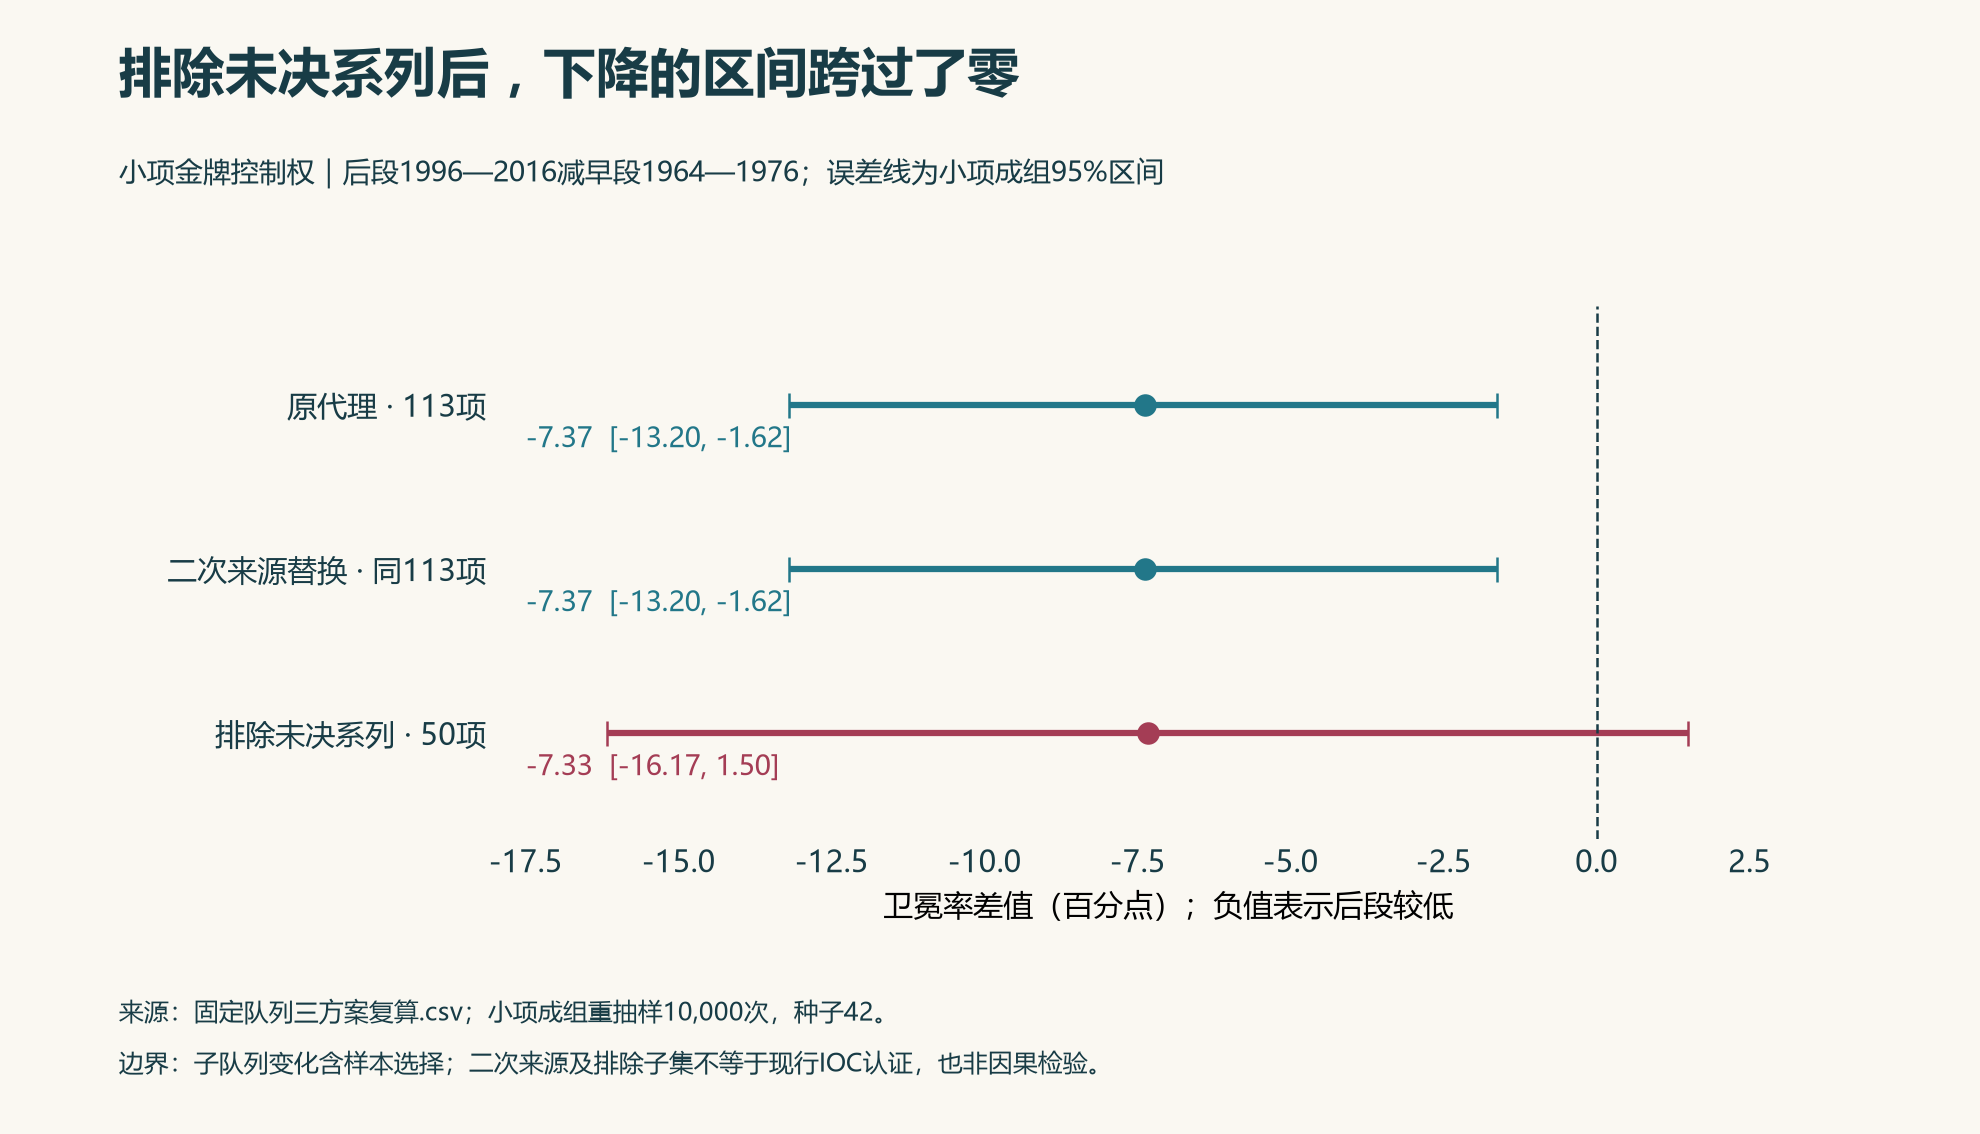 排除未决系列后，下降的区间跨过了零
小项金牌控制权｜后段1996—2016减早段1964—1976；误差线为小项成组95%区间
原代理 · 113项
-7.37 [-13.20, -1.62]
二次来源替换 · 同113项
-7.37 [-13.20, -1.62]
排除未决系列 · 50项
-7.33 [-16.17, 1.50]
-17.5 -15.0 -12.5 -10.0 -7.5 -5.0 -2.5 0.0 2.5
卫冕率差值（百分点）；负值表示后段较低
来源：固定队列三方案复算.csv；小项成组重抽样10,000次，种子42。
边界：子队列变化含样本选择；二次来源及排除子集不等于现行IOC认证，也非因果检验。